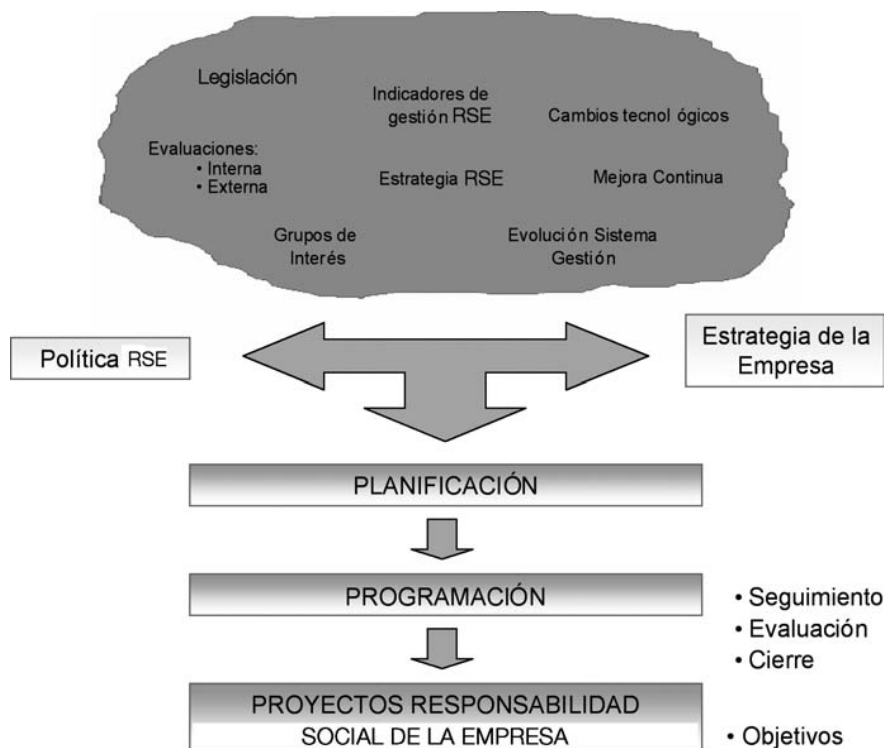 Legislación
Indicadores de
gestión RSE
Cambios tecnol ógicos
Evaluaciones:
• Interna
• Externa
Estrategia RSE
Mejora Continua
Grupos de
Interés
Evolución Sistema
Gestión
Política RSE
Estrategia de la
Empresa
PLANIFICACIÓN
PROGRAMACIÓN
• Seguimiento
• Evaluación
• Cierre
PROYECTOS RESPONSABILIDAD
SOCIAL DE LA EMPRESA
• Objetivos